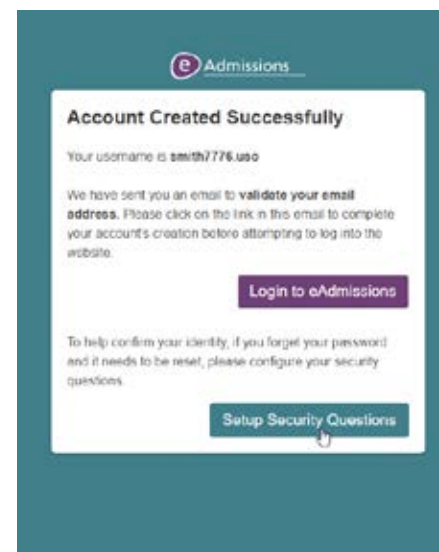 e Admissions
Account Created Successfully
Your username is smith7776.uso
We have sent you an email to validate your email
address. Please click on the link in this email to complete
your account's creation before attempting to log into the
website.
Login to eAdmissions
To help confirm your identity, if you forget your password
and it needs to be reset, please configure your security
questions.
Setup Security Questions